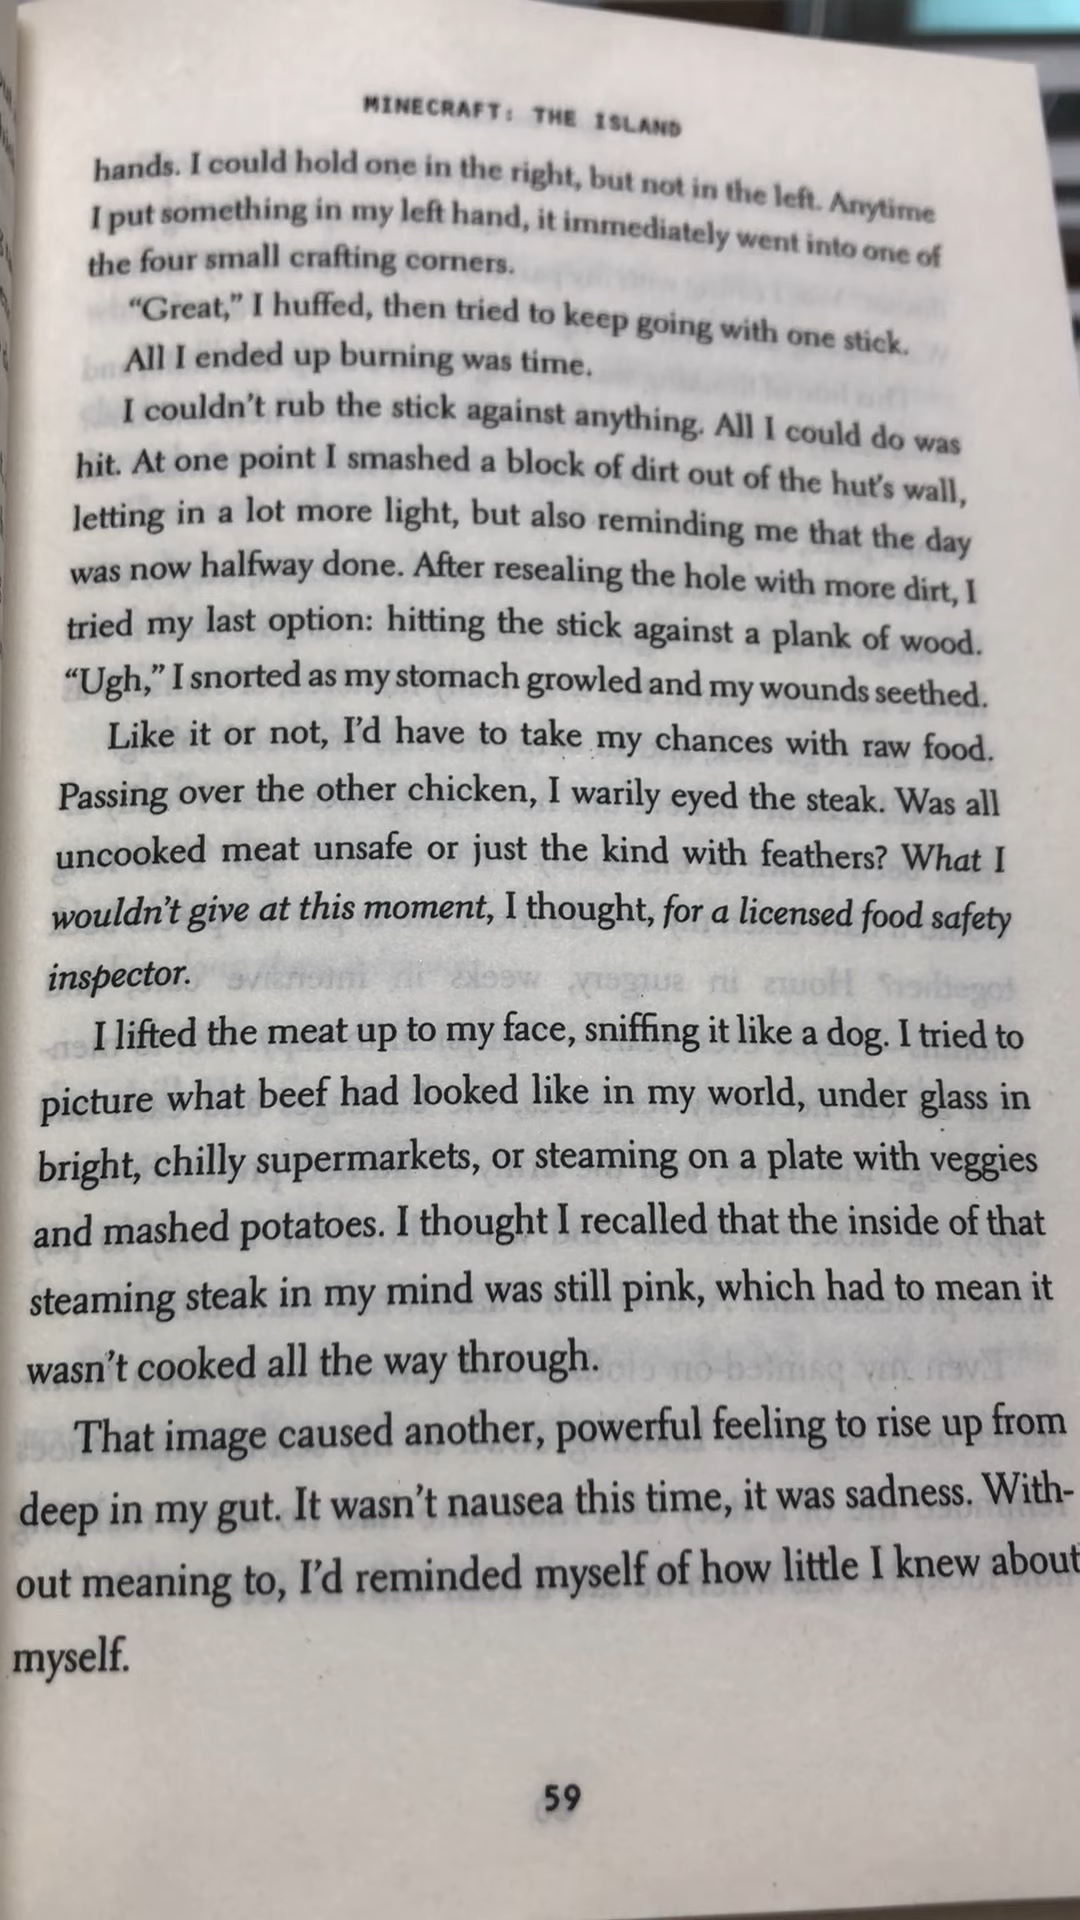 MINECRAFT: THE ISLAND
hands. I could hold one in the right, but not in the left. Anytime
I put something in my left hand, it immediately went into one of
the four small crafting corners.
“Great,” I huffed, then tried to keep going with one stick.
All I ended up burning was time.
I couldn’t rub the stick against anything. All I could do was
hit. At one point I smashed a block of dirt out of the hut’s wall,
letting in a lot more light, but also reminding me that the day
was now halfway done. After resealing the hole with more dirt, I
tried my last option: hitting the stick against a plank of wood.
“Ugh,” I snorted as my stomach growled and my wounds seethed.
Like it or not, I’d have to take my chances with raw food.
Passing over the other chicken, I warily eyed the steak. Was all
uncooked meat unsafe or just the kind with feathers? What I
wouldn’t give at this moment, I thought, for a licensed food safety
inspector.
I lifted the meat up to my face, sniffing it like a dog. I tried to
picture what beef had looked like in my world, under glass in
bright, chilly supermarkets, or steaming on a plate with veggies
and mashed potatoes. I thought I recalled that the inside of that
steaming steak in my mind was still pink, which had to mean it
wasn’t cooked all the way through.
That image caused another, powerful feeling to rise up from
deep in my gut. It wasn’t nausea this time, it was sadness. With-
out meaning to, I’d reminded myself of how little I knew about
myself.
59